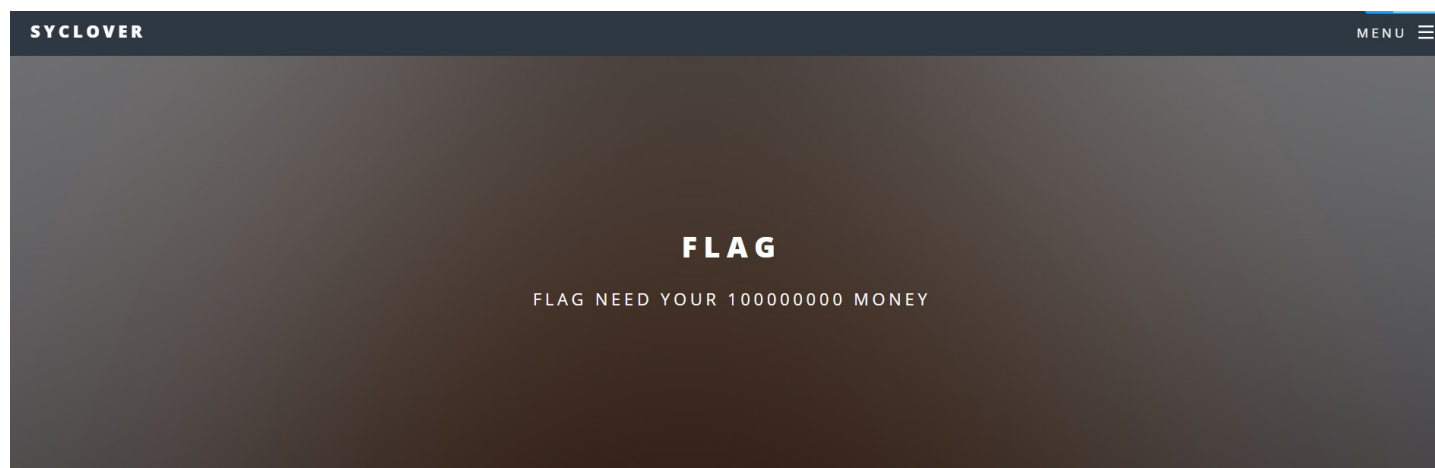 SYCLOVER
MENU
FLAG
FLAG NEED YOUR 100000000 MONEY